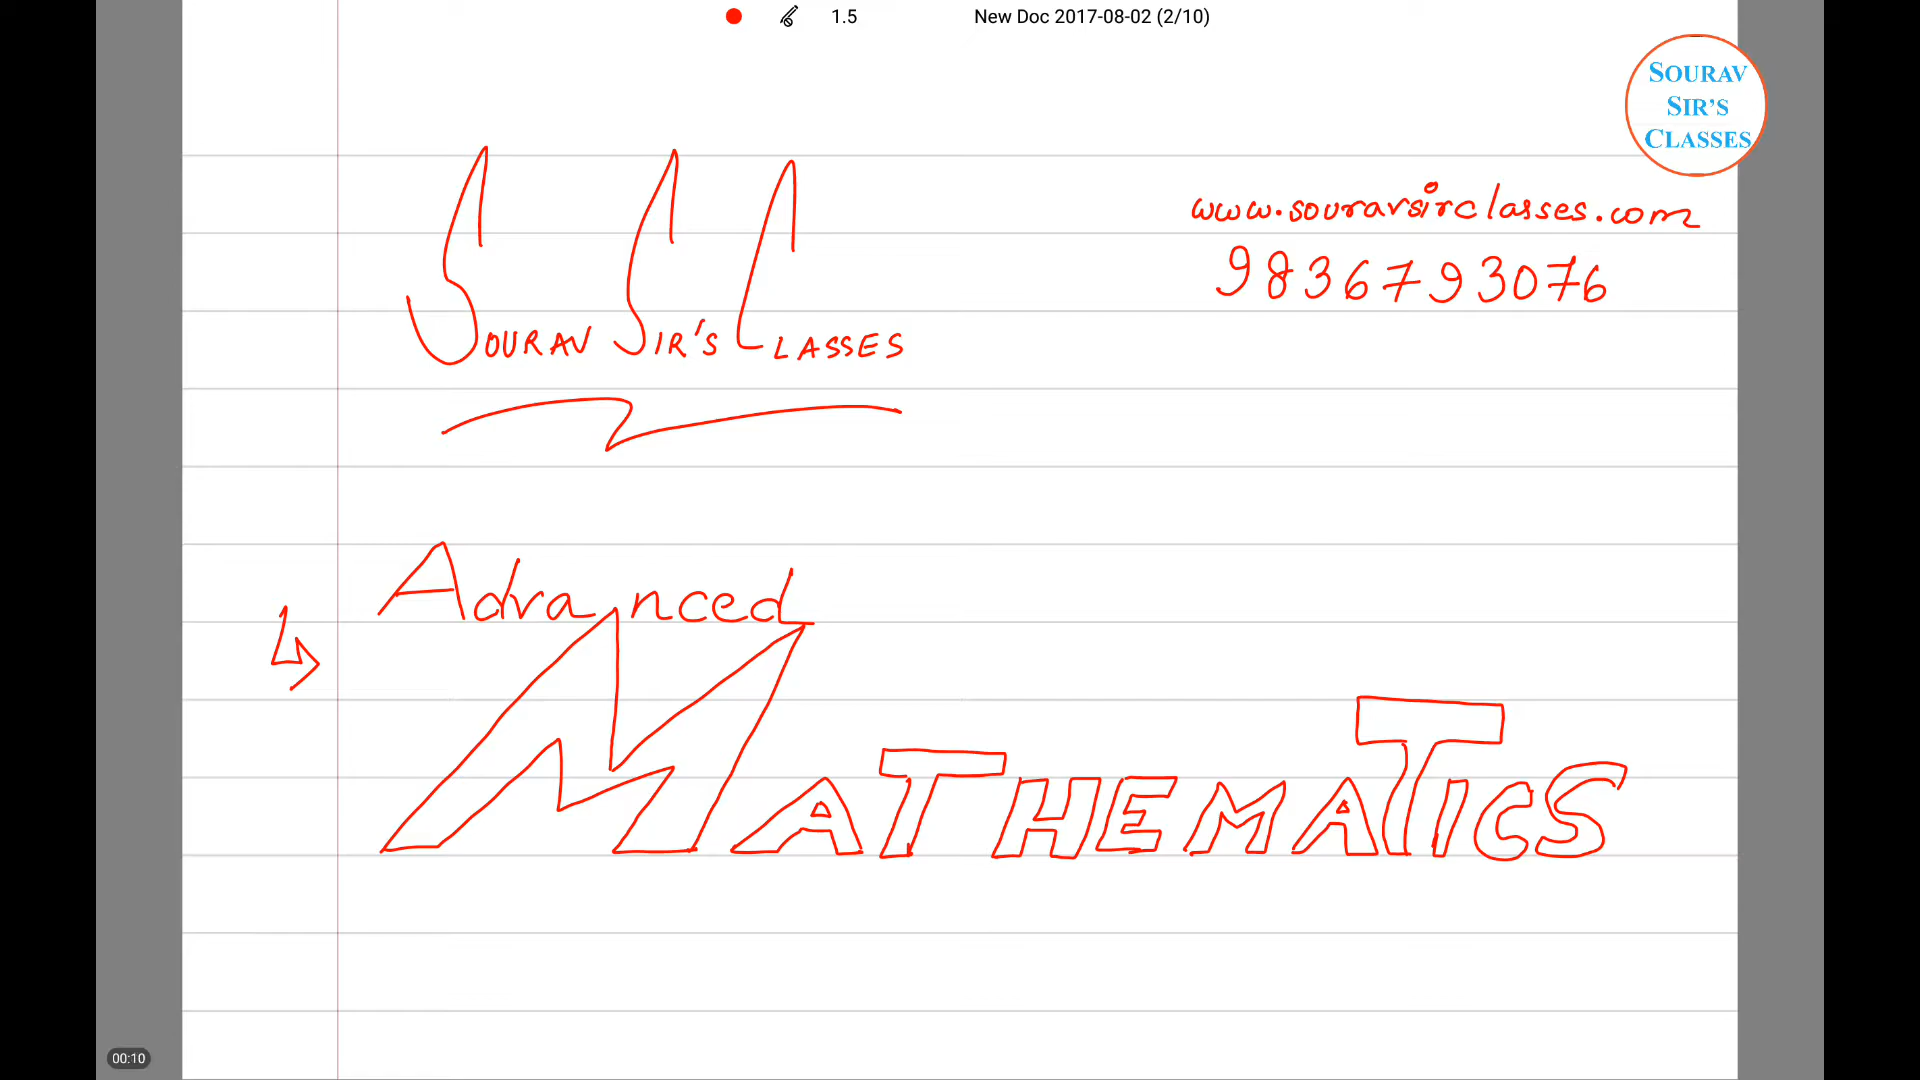 1.5 New Doc 2017-08-02 (2/10)
SOURAV
SIR'S
CLASSES
www.souravsirclasses.com
9836793076
SOURAV SIR'S CLASSES
Advanced
MATHEMATICS
00:10